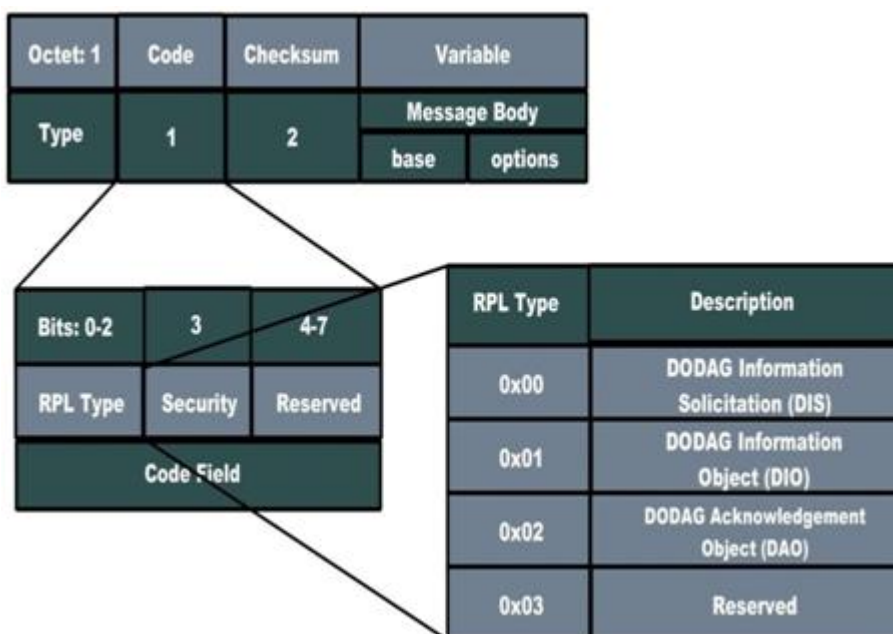 Octet: 1 Code Checksum Variable
Type 1 2 Message Body
base options
Bits: 0-2 3 4-7
RPL Type Security Reserved
Code Field
RPL Type Description
0x00 DODAG Information
Solicitation (DIS)
0x01 DODAG Information
Object (DIO)
0x02 DODAG Acknowledgement
Object (DAO)
0x03 Reserved